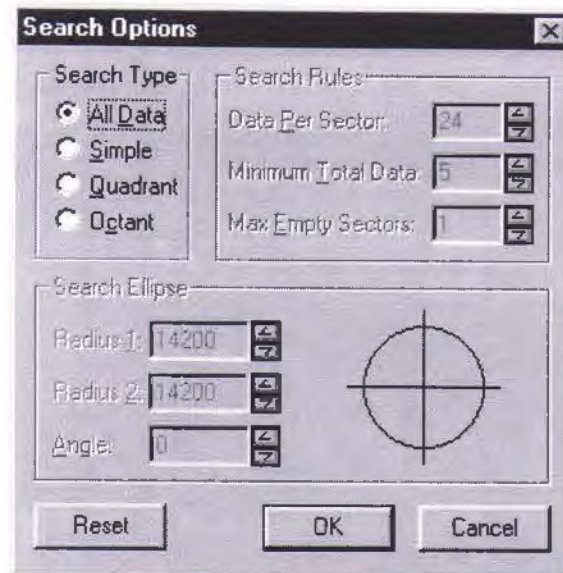 Search Options
Search Type
All Data
Simple
Quadrant
Octant
Search Rules
Data Per Sector: 24
Minimum Total Data: 5
Max Empty Sectors: 1
Search Ellipse
Radius 1: 14200
Radius 2: 14200
Angle: 0
Reset OK Cancel